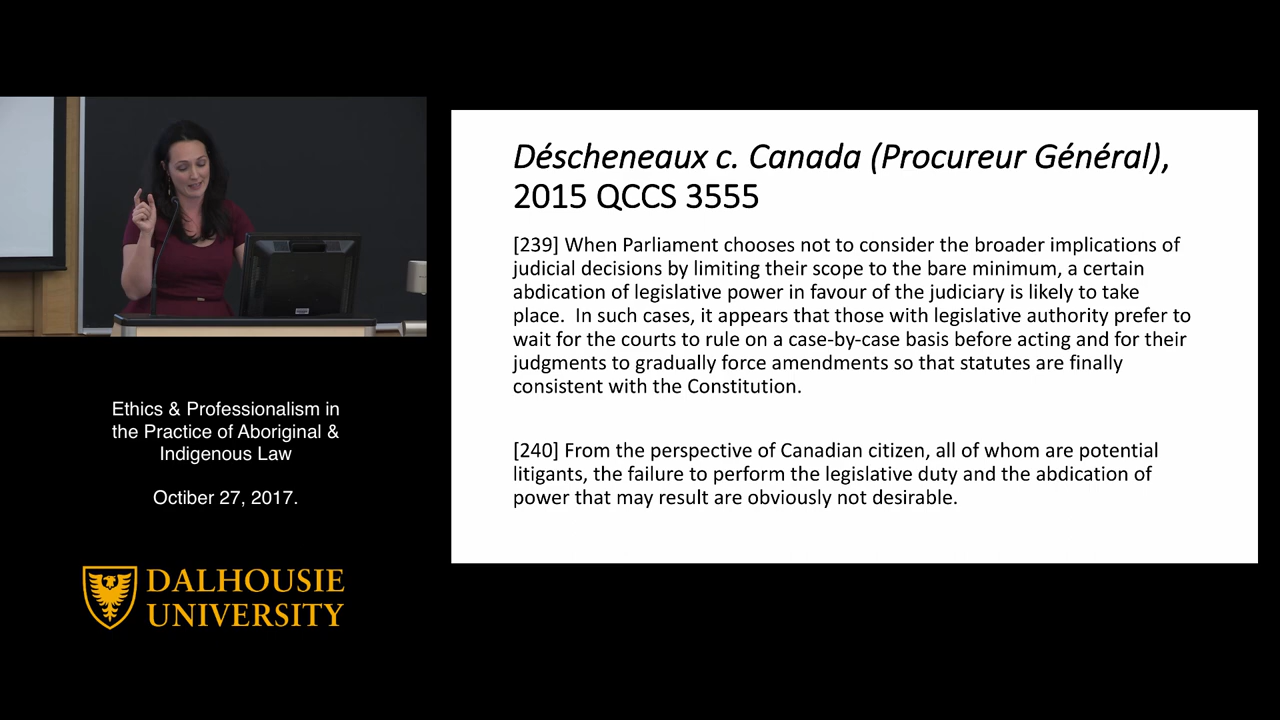 Déscheneaux c. Canada (Procureur Général),
2015 QCCS 3555
[239] When Parliament chooses not to consider the broader implications of
judicial decisions by limiting their scope to the bare minimum, a certain
abdication of legislative power in favour of the judiciary is likely to take
place.  In such cases, it appears that those with legislative authority prefer to
wait for the courts to rule on a case-by-case basis before acting and for their
judgments to gradually force amendments so that statutes are finally
consistent with the Constitution.
[240] From the perspective of Canadian citizen, all of whom are potential
litigants, the failure to perform the legislative duty and the abdication of
power that may result are obviously not desirable.
Ethics & Professionalism in
the Practice of Aboriginal &
Indigenous Law
Octiber 27, 2017.
DALHOUSIE
UNIVERSITY